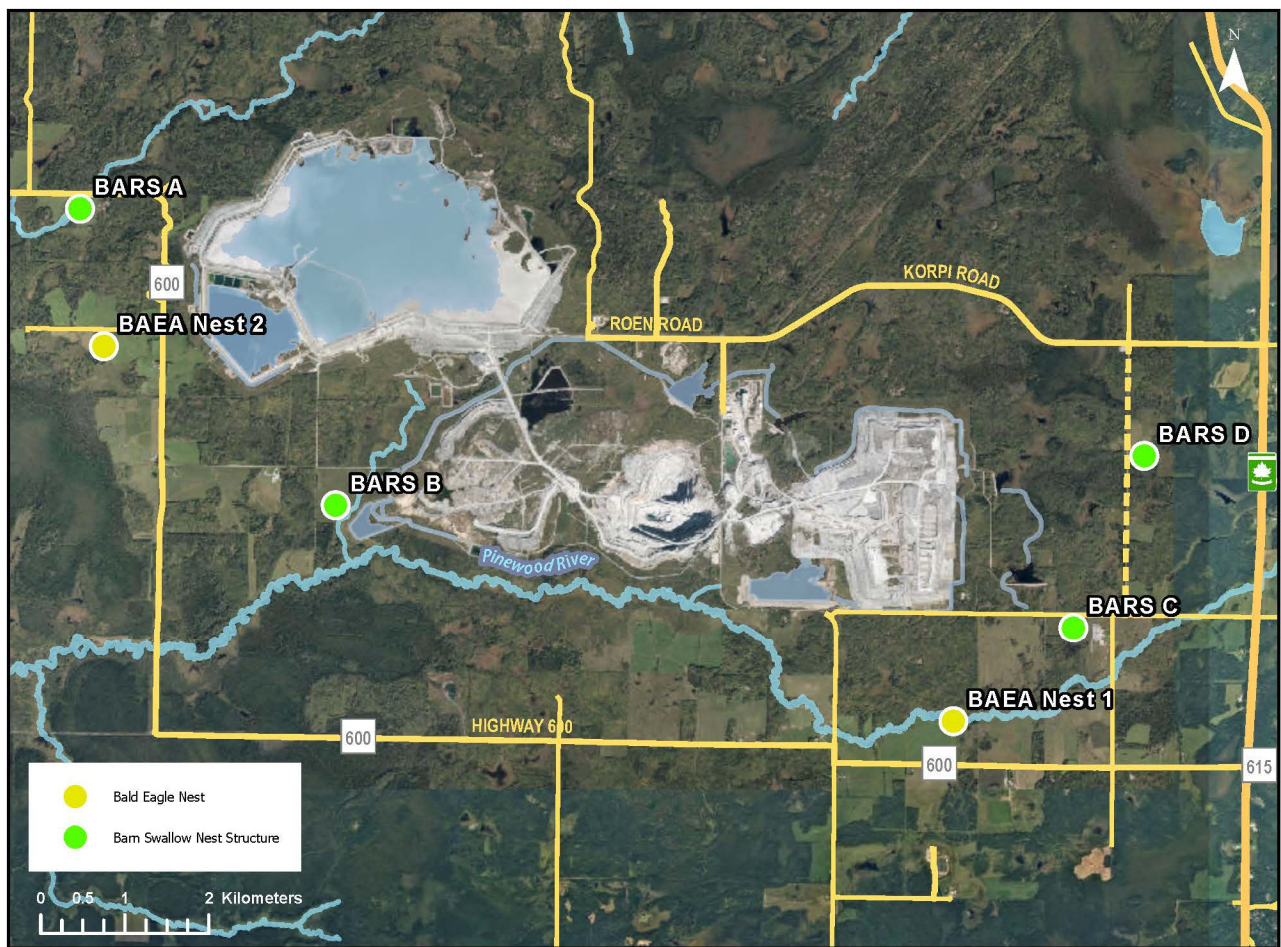 N
BARS A
600
KORPI ROAD
BAEA Nest 2
ROEN ROAD
BARS D
BARS B
Pinewood River
BARS C
BAEA Nest 1
HIGHWAY 600
600
600
615
Bald Eagle Nest
Barn Swallow Nest Structure
0 0.5 1 2 Kilometers